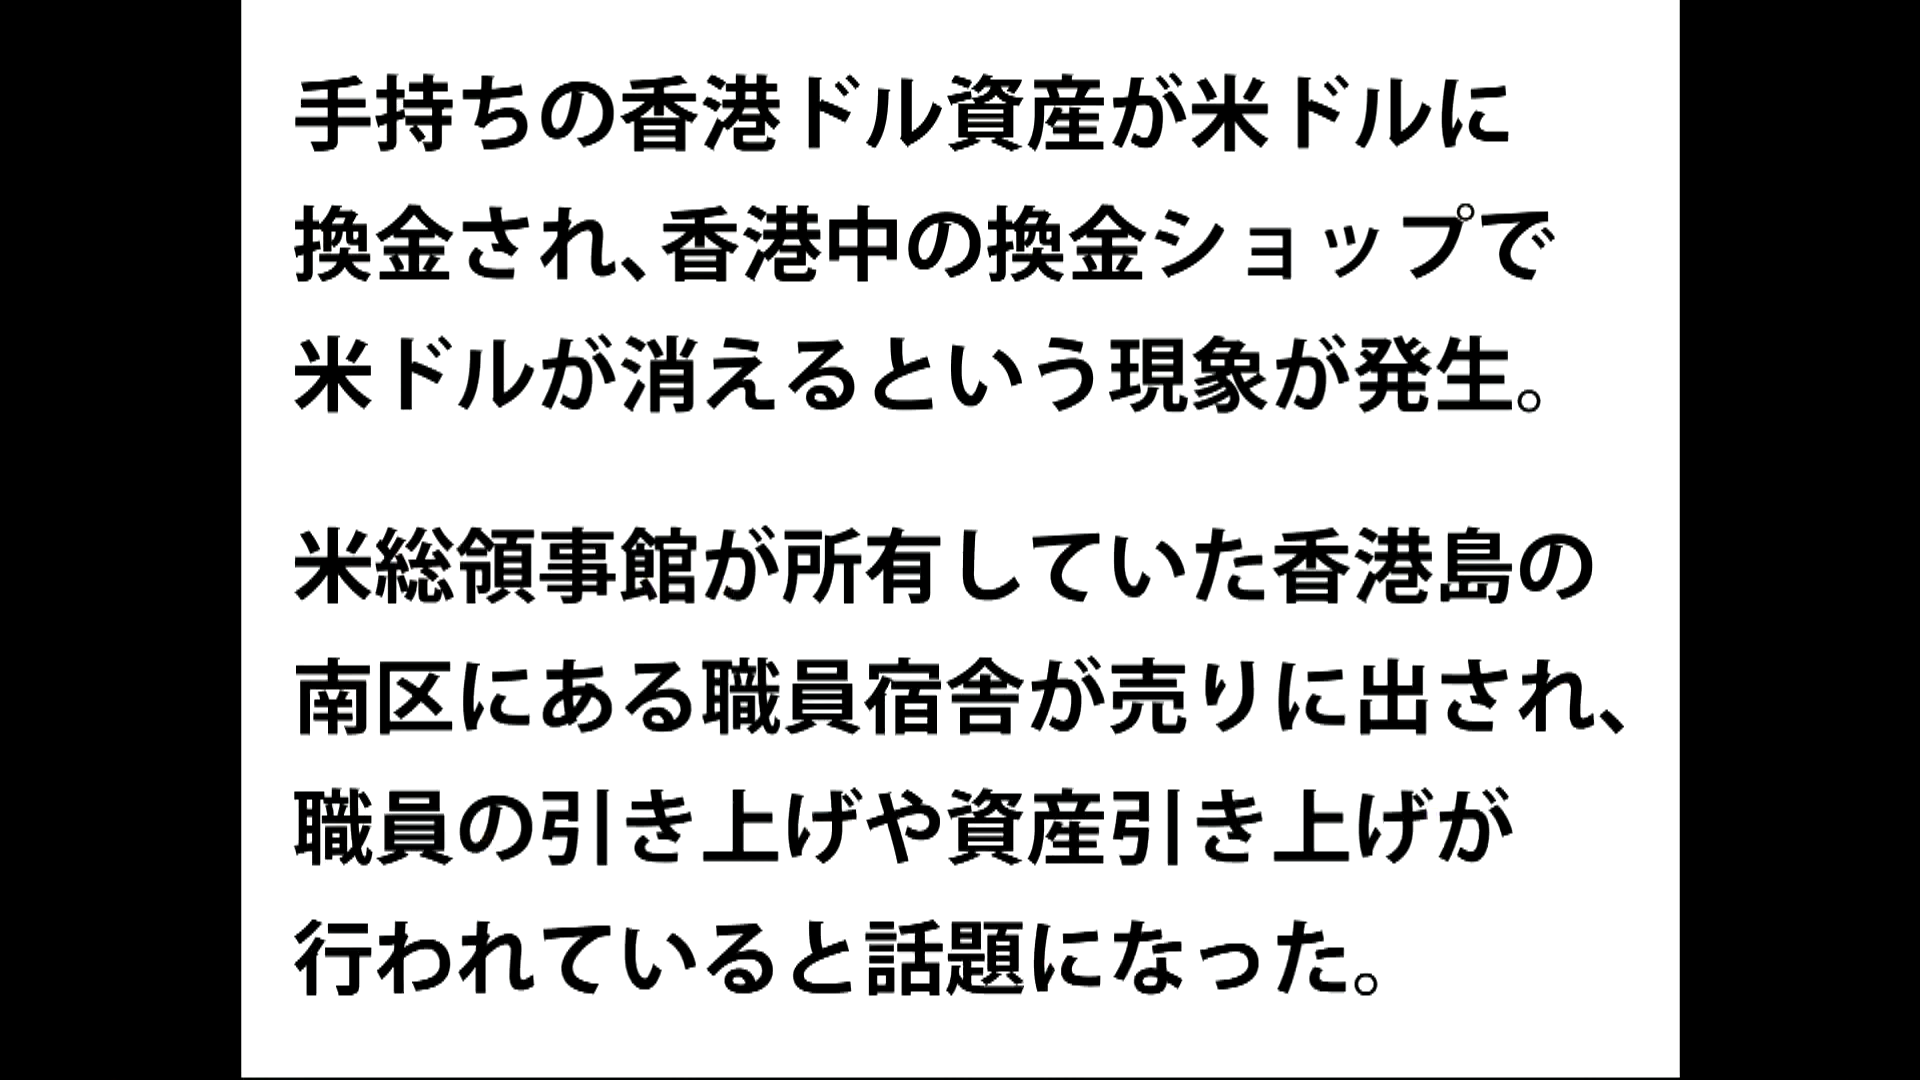 手持ちの香港ドル資産が米ドルに
換金され、香港中の換金ショップで
米ドルが消えるという現象が発生。
米総領事館が所有していた香港島の
南区にある職員宿舎が売りに出され、
職員の引き上げや資産引き上げが
行われていると話題になった。